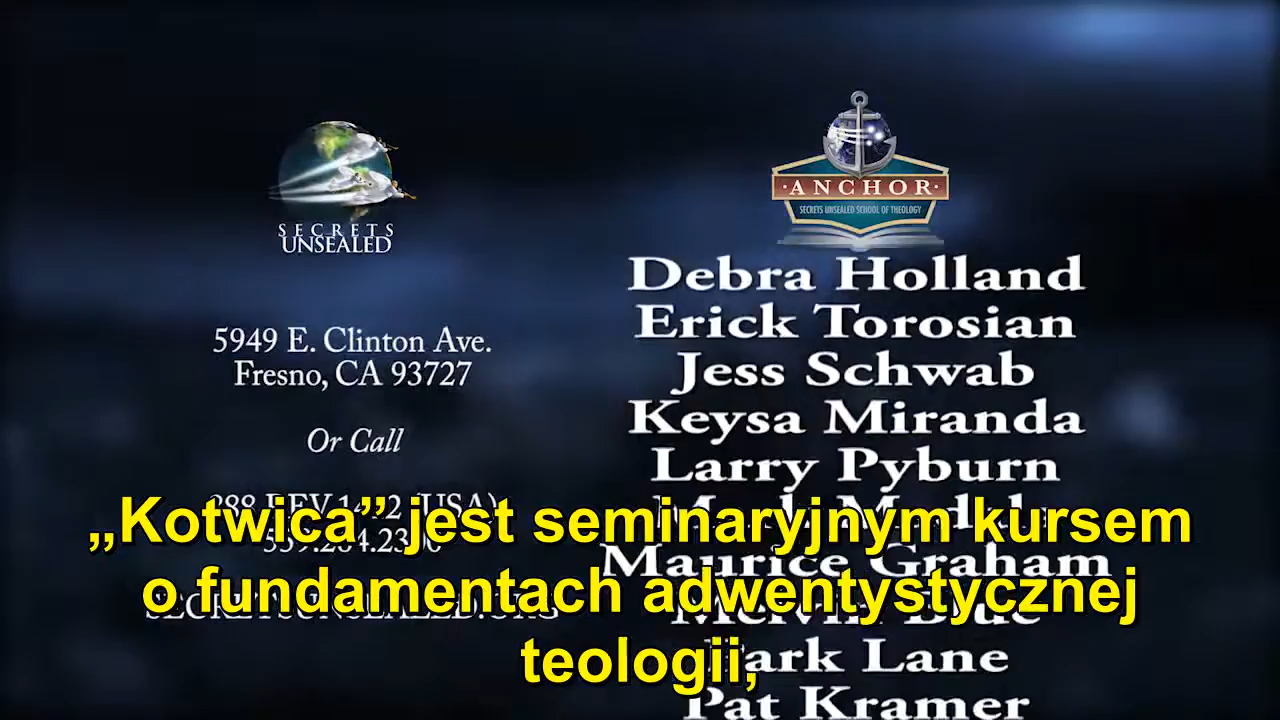 SECRETS
UNSEALED
5949 E. Clinton Ave.
Fresno, CA 93727
Or Call
SECRETSUNSEALED.ORG
·ANCHOR·
SECRETS UNSEALED SCHOOL OF THEOLOGY
Debra Holland
Erick Torosian
Jess Schwab
Keysa Miranda
Larry Pyburn
Maurice Graham
Lane
Pat Kramer
„Kotwica” jest seminaryjnym kursem
o fundamentach adwentystycznej
teologii,